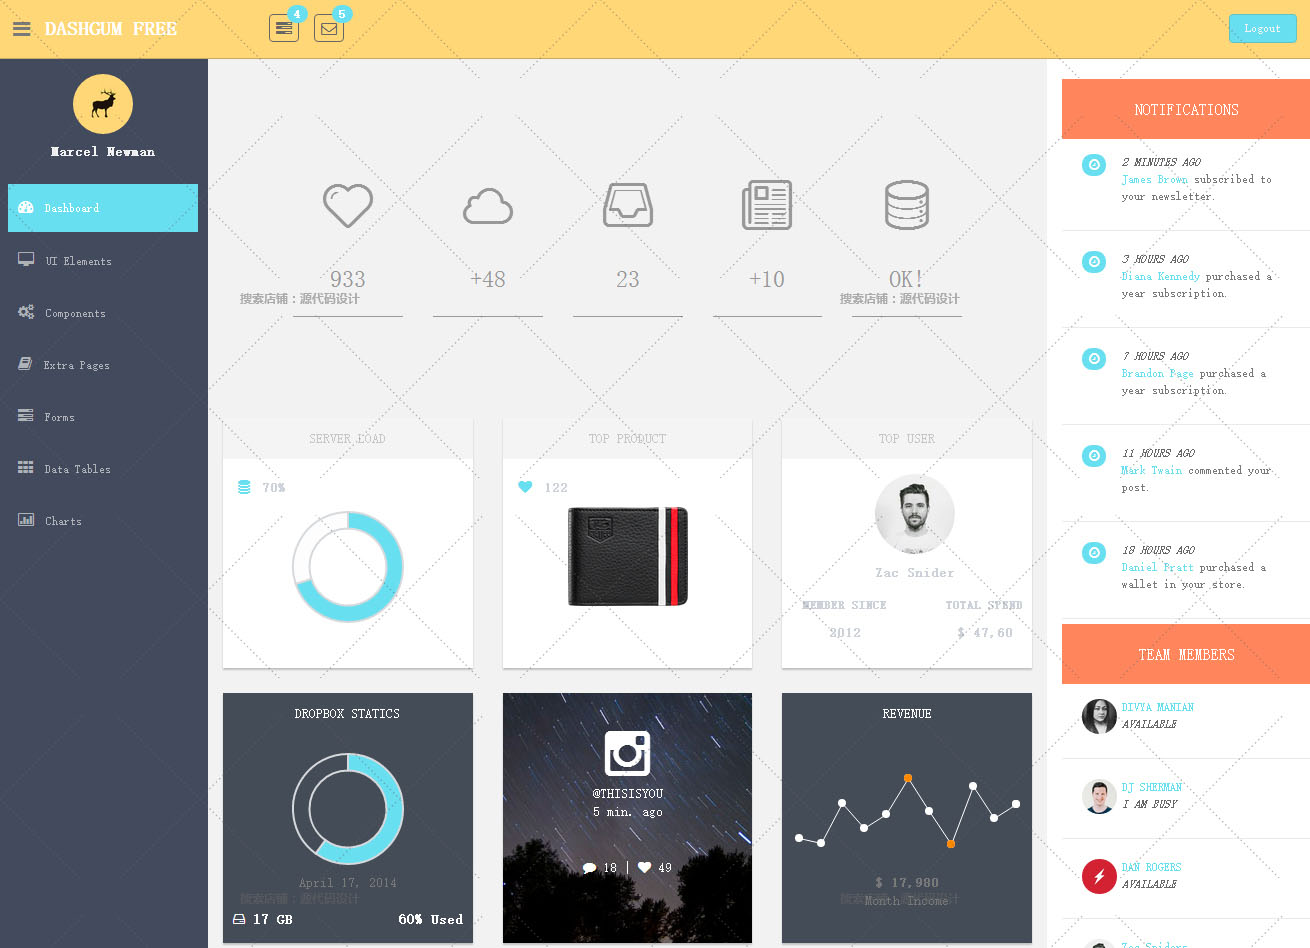 DASHGUM FREE
4
5
Logout
Marcel Newman
Dashboard
UI Elements
Components
Extra Pages
Forms
Data Tables
Charts
933
+48
23
+10
OK!
搜索店铺：源代码设计
搜索店铺：源代码设计
SERVER LOAD
70%
TOP PRODUCT
122
TOP USER
Zac Snider
MEMBER SINCE
TOTAL SPEND
2012
$ 47,60
DROPBOX STATICS
April 17, 2014
搜索店铺：源代码设计
17 GB
60% Used
@THISISYOU
5 min. ago
18 | 49
REVENUE
$ 17,980
搜索店铺：源代码设计
Month Income
NOTIFICATIONS
2 MINUTES AGO
James Brown subscribed to
your newsletter.
3 HOURS AGO
Diana Kennedy purchased a
year subscription.
7 HOURS AGO
Brandon Page purchased a
year subscription.
11 HOURS AGO
Mark Twain commented your
post.
18 HOURS AGO
Daniel Pratt purchased a
wallet in your store.
TEAM MEMBERS
DIVYA MANIAN
AVAILABLE
DJ SHERMAN
I AM BUSY
DAN ROGERS
AVAILABLE